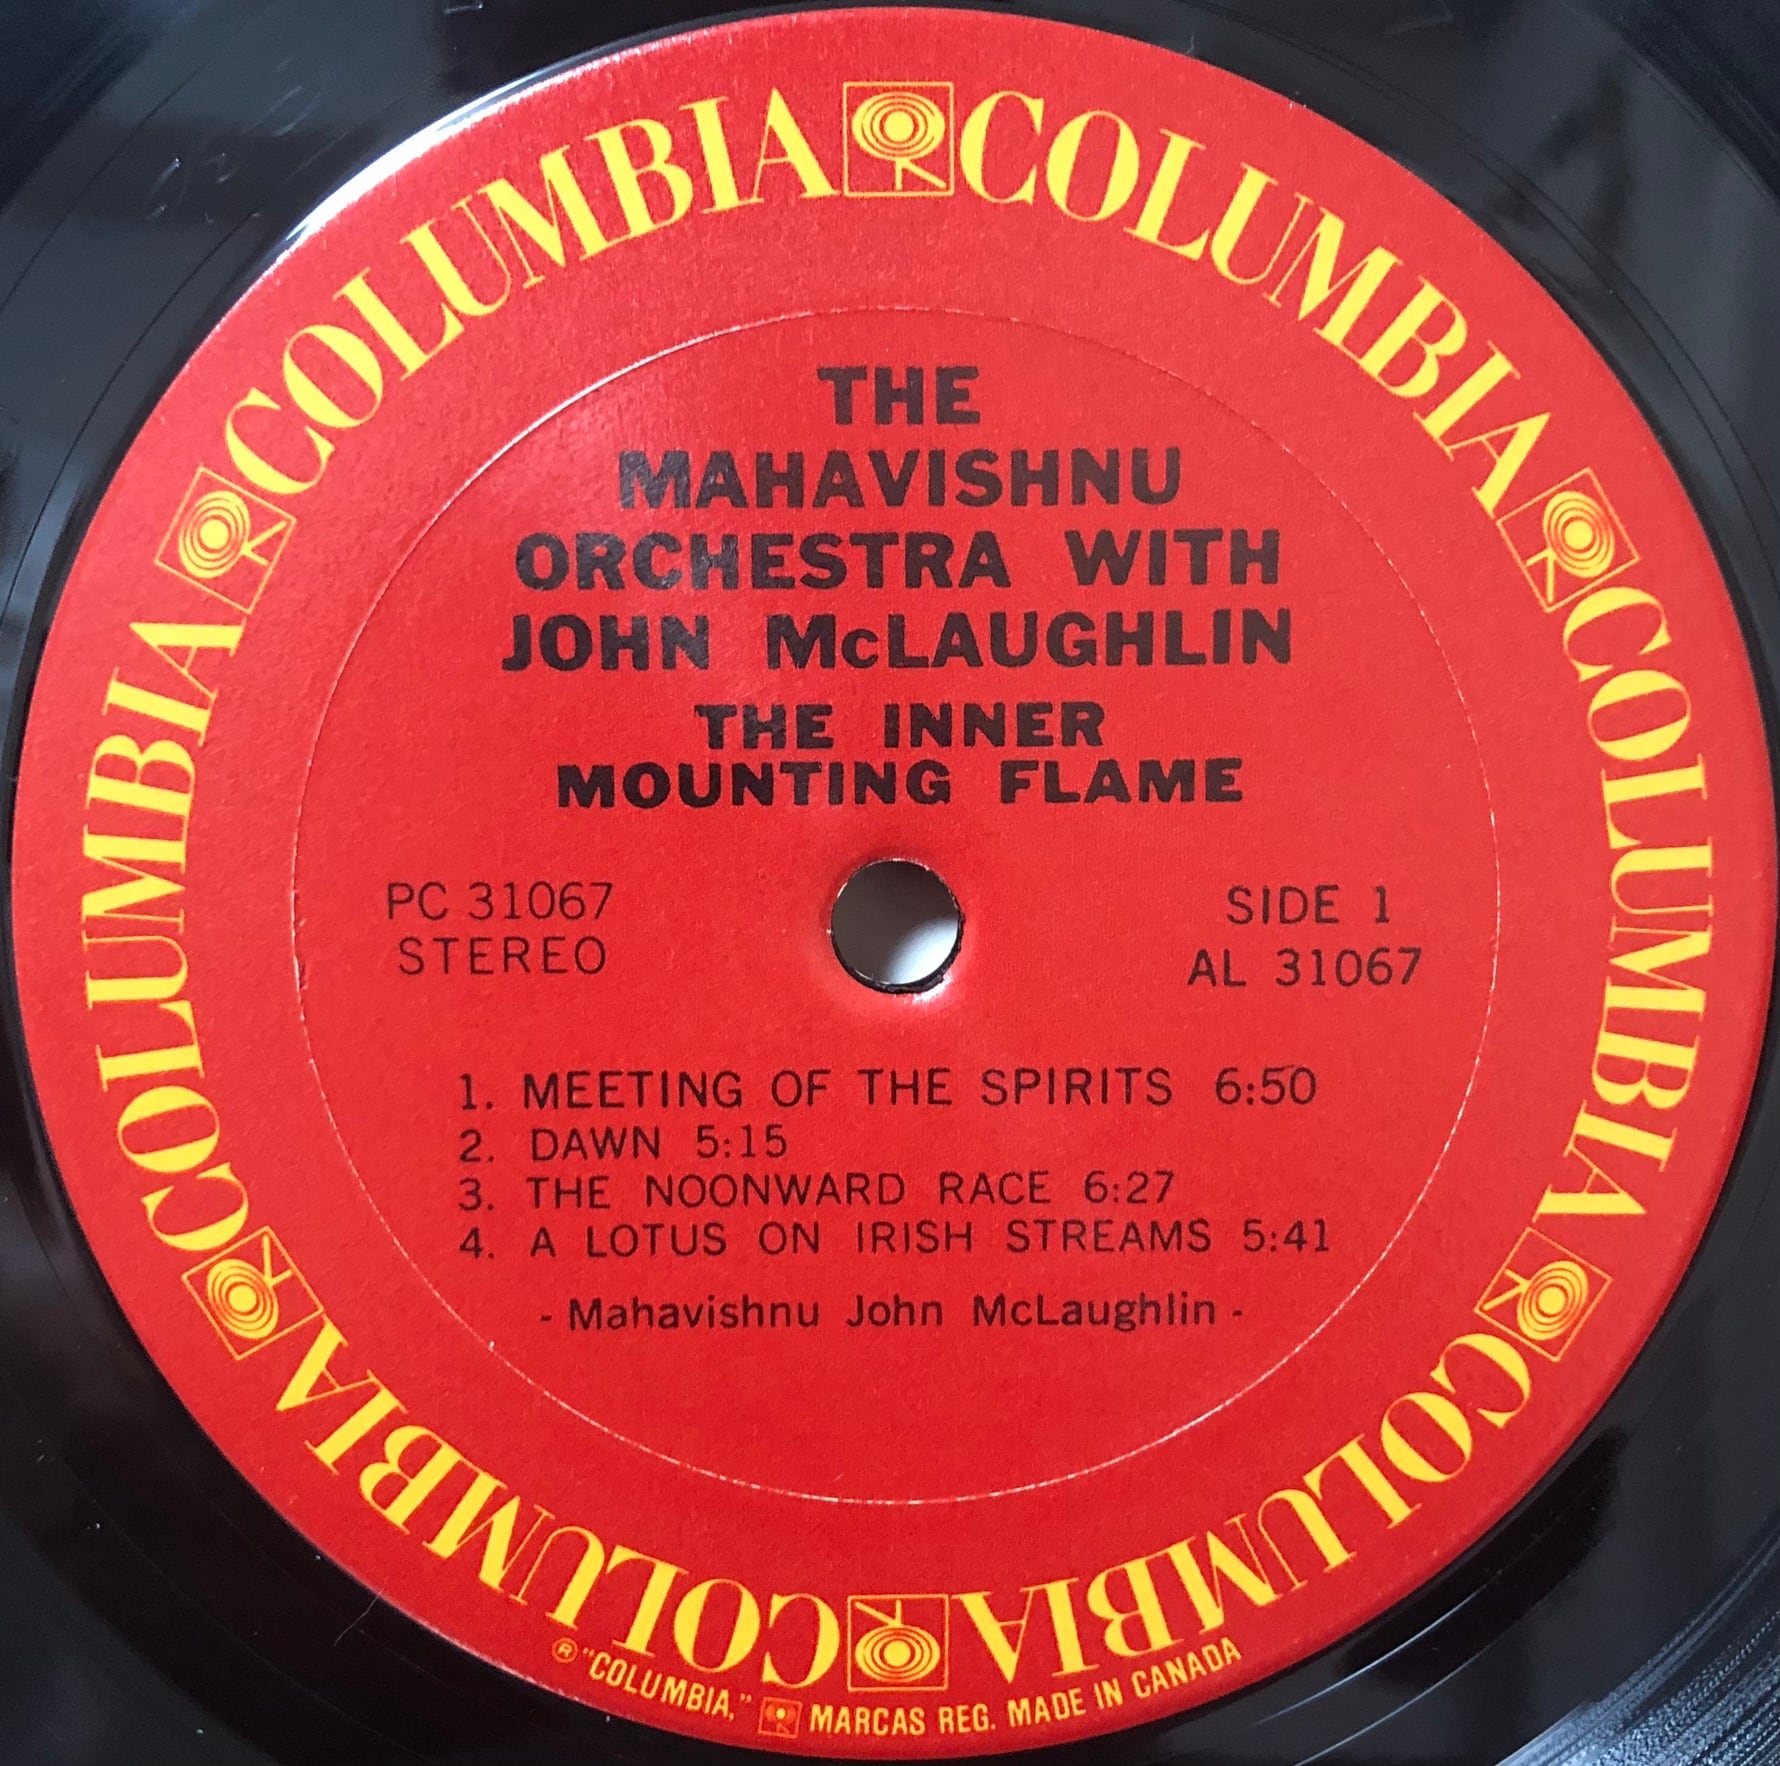 COLUMBIA COLUMBIA COLUMBIA COLUMBIA COLUMBIA COLUMBIA
THE
MAHAVISHNU
ORCHESTRA WITH
JOHN McLAUGHLIN
THE INNER
MOUNTING FLAME
PC 31067
STEREO
SIDE 1
AL 31067
1. MEETING OF THE SPIRITS 6:50
2. DAWN 5:15
3. THE NOONWARD RACE 6:27
4. A LOTUS ON IRISH STREAMS 5:41
- Mahavishnu John McLaughlin -
® "COLUMBIA," MARCAS REG. MADE IN CANADA